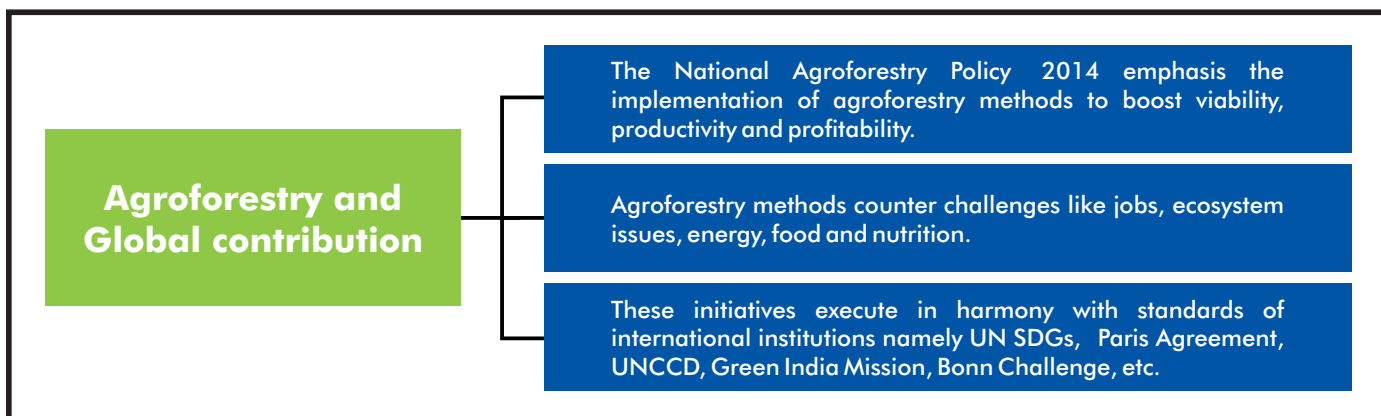 Agroforestry and
Global contribution
The National Agroforestry Policy 2014 emphasis the
implementation of agroforestry methods to boost viability,
productivity and profitability.
Agroforestry methods counter challenges like jobs, ecosystem
issues, energy, food and nutrition.
These initiatives execute in harmony with standards of
international institutions namely UN SDGs, Paris Agreement,
UNCCD, Green India Mission, Bonn Challenge, etc.